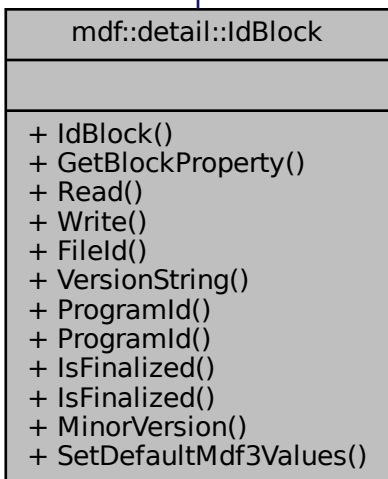 mdf::detail::IdBlock
+ IdBlock()
+ GetBlockProperty()
+ Read()
+ Write()
+ FileId()
+ VersionString()
+ ProgramId()
+ ProgramId()
+ IsFinalized()
+ IsFinalized()
+ MinorVersion()
+ SetDefaultMdf3Values()